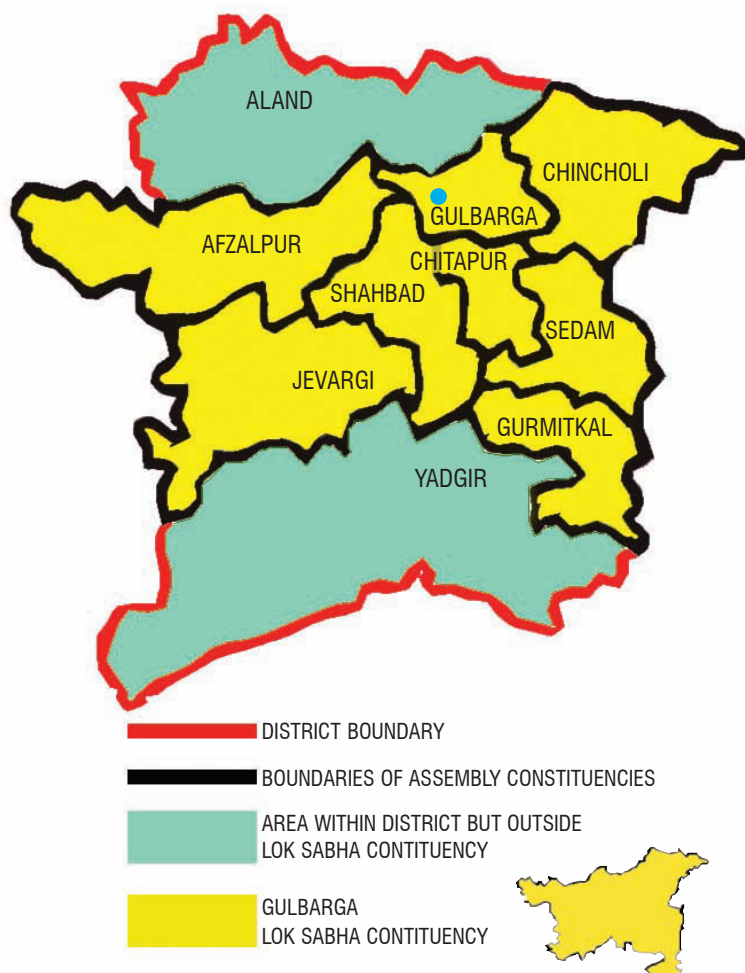 ALAND
CHINCHOLI
GULBARGA
AFZALPUR
CHITAPUR
SHAHBAD
SEDAM
JEVARGI
GURMITKAL
YADGIR
DISTRICT BOUNDARY
BOUNDARIES OF ASSEMBLY CONSTITUENCIES
AREA WITHIN DISTRICT BUT OUTSIDE
LOK SABHA CONTITUENCY
GULBARGA
LOK SABHA CONTITUENCY